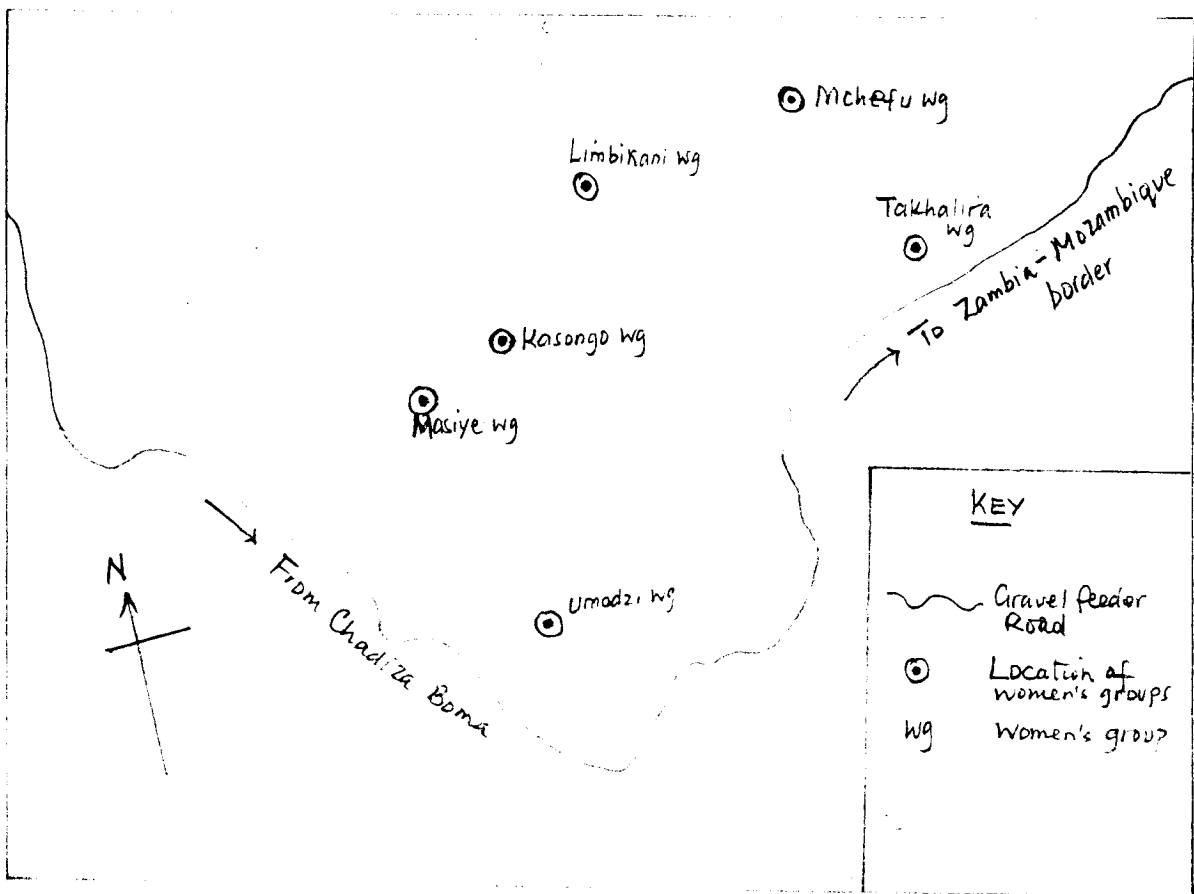 Mchefu wg
Limbikani wg
Takhalira
wg
To Zambia-Mozambique
border
Kasongo wg
Masiye wg
N
From Chadiza Boma
Umodzi wg
KEY
Gravel feeder
Road
Location of
women's groups
wg
Women's group